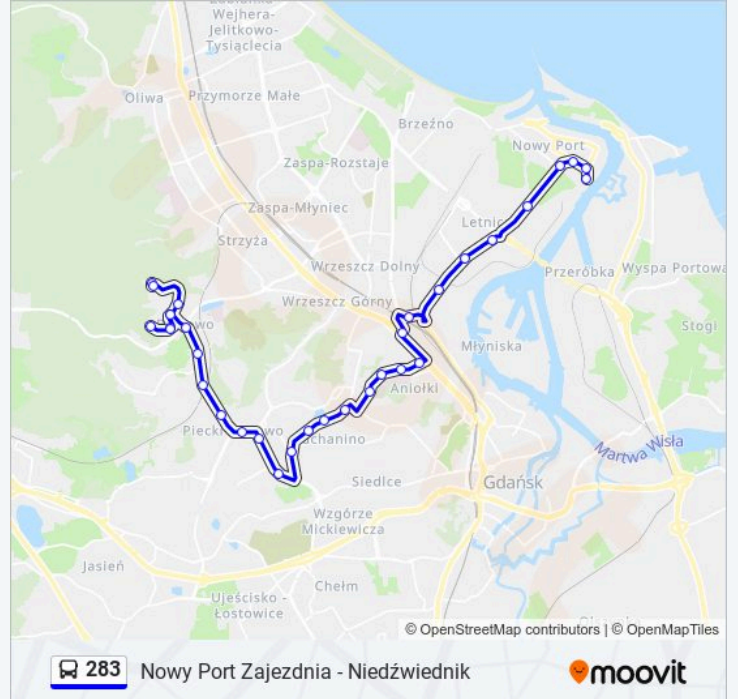 Wejhera-
Jelitkowo-
Tysiąclecia
Oliwa
Przymorze Małe
Brzeźno
Nowy Port
Zaspa-Rozstaje
Zaspa-Młyniec
Letnica
Strzyża
Wrzeszcz Dolny
Przeróbka
Wyspa Portowa
Wrzeszcz Górny
Stogi
Młyniska
Aniołki
Siedlce
Martwa Wisła
Gdańsk
Wzgórze
Mickiewicza
Jasień
Chełm
Ujeścisko -
Łostowice
© OpenStreetMap contributors | © OpenMapTiles
283
Nowy Port Zajezdnia - Niedźwiednik
moovit